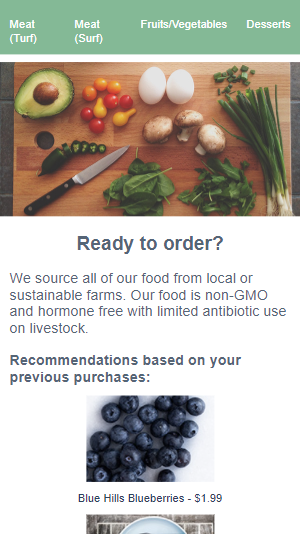 Meat Meat Fruits/Vegetables Desserts
(Turf) (Surf)
Ready to order?
We source all of our food from local or
sustainable farms. Our food is non-GMO
and hormone free with limited antibiotic use
on livestock.
Recommendations based on your
previous purchases:
Blue Hills Blueberries - $1.99